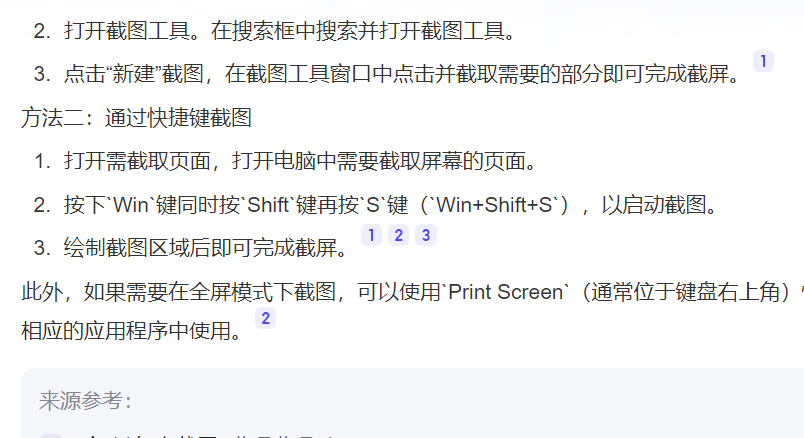 2. 打开截图工具。在搜索框中搜索并打开截图工具。
3. 点击“新建”截图，在截图工具窗口中点击并截取需要的部分即可完成截屏。 1
方法二：通过快捷键截图
1. 打开需截取页面，打开电脑中需要截取屏幕的页面。
2. 按下`Win`键同时按`Shift`键再按`S`键（`Win+Shift+S`），以启动截图。
3. 绘制截图区域后即可完成截屏。 1 2 3
此外，如果需要在全屏模式下截图，可以使用`Print Screen`（通常位于键盘右上角）
相应的应用程序中使用。 2
来源参考：